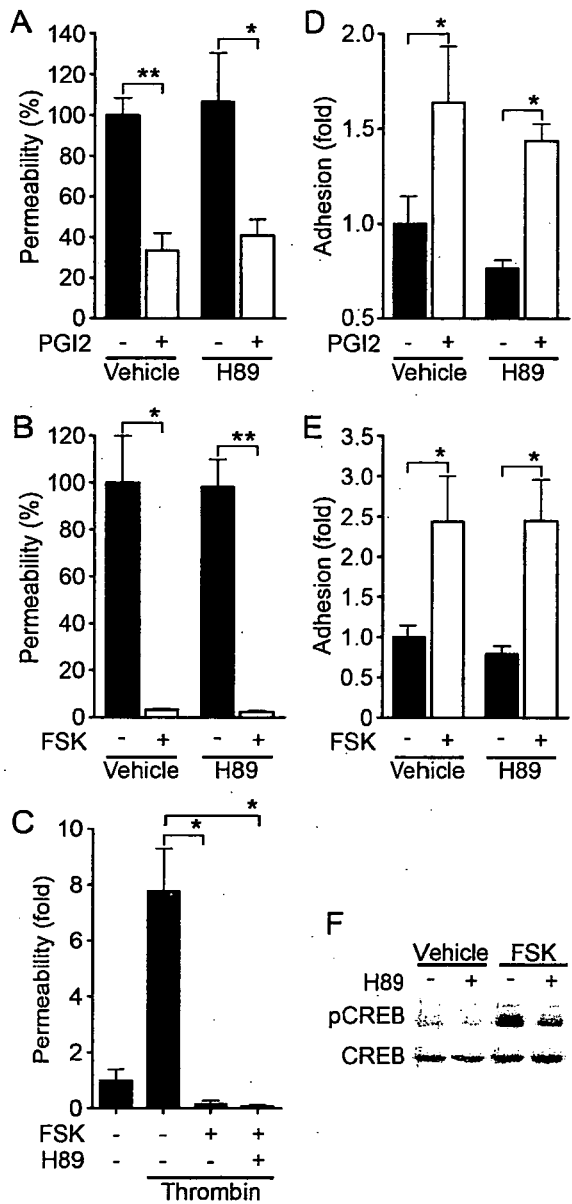 A
Permeability (%)
140
120
100
80
60
40
20
0
** *
PGI2 - + - +
Vehicle H89
D
Adhesion (fold)
2.0
1.5
1.0
0.5
* *
PGI2 - + - +
Vehicle H89
B
Permeability (%)
120
100
80
60
40
20
0
* **
FSK - + - +
Vehicle H89
E
Adhesion (fold)
3.5
3.0
2.5
2.0
1.5
1.0
0.5
0
* *
FSK - + - +
Vehicle H89
C
Permeability (fold)
10
8
6
4
2
0
* *
FSK - - + +
H89 - - - +
Thrombin
F
Vehicle FSK
H89 - + - +
pCREB
CREB